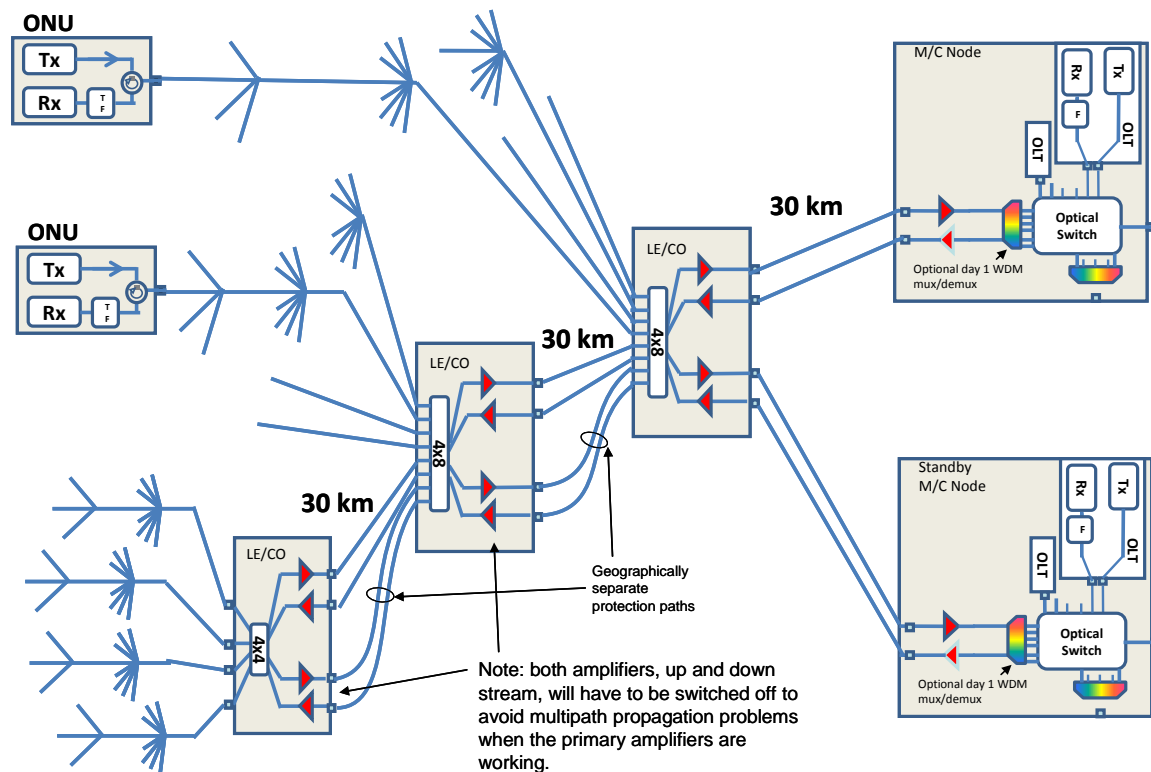 ONU
Tx
Rx
T
F
ONU
Tx
Rx
T
F
LE/CO
4x4
30 km
LE/CO
4x8
30 km
LE/CO
4x8
30 km
M/C Node
Rx
F
Tx
OLT
OLT
Optical
Switch
Optional day 1 WDM
mux/demux
Standby
M/C Node
Rx
F
Tx
OLT
OLT
Optical
Switch
Optional day 1 WDM
mux/demux
Geographically
separate
protection paths
Note: both amplifiers, up and down
stream, will have to be switched off to
avoid multipath propagation problems
when the primary amplifiers are
working.